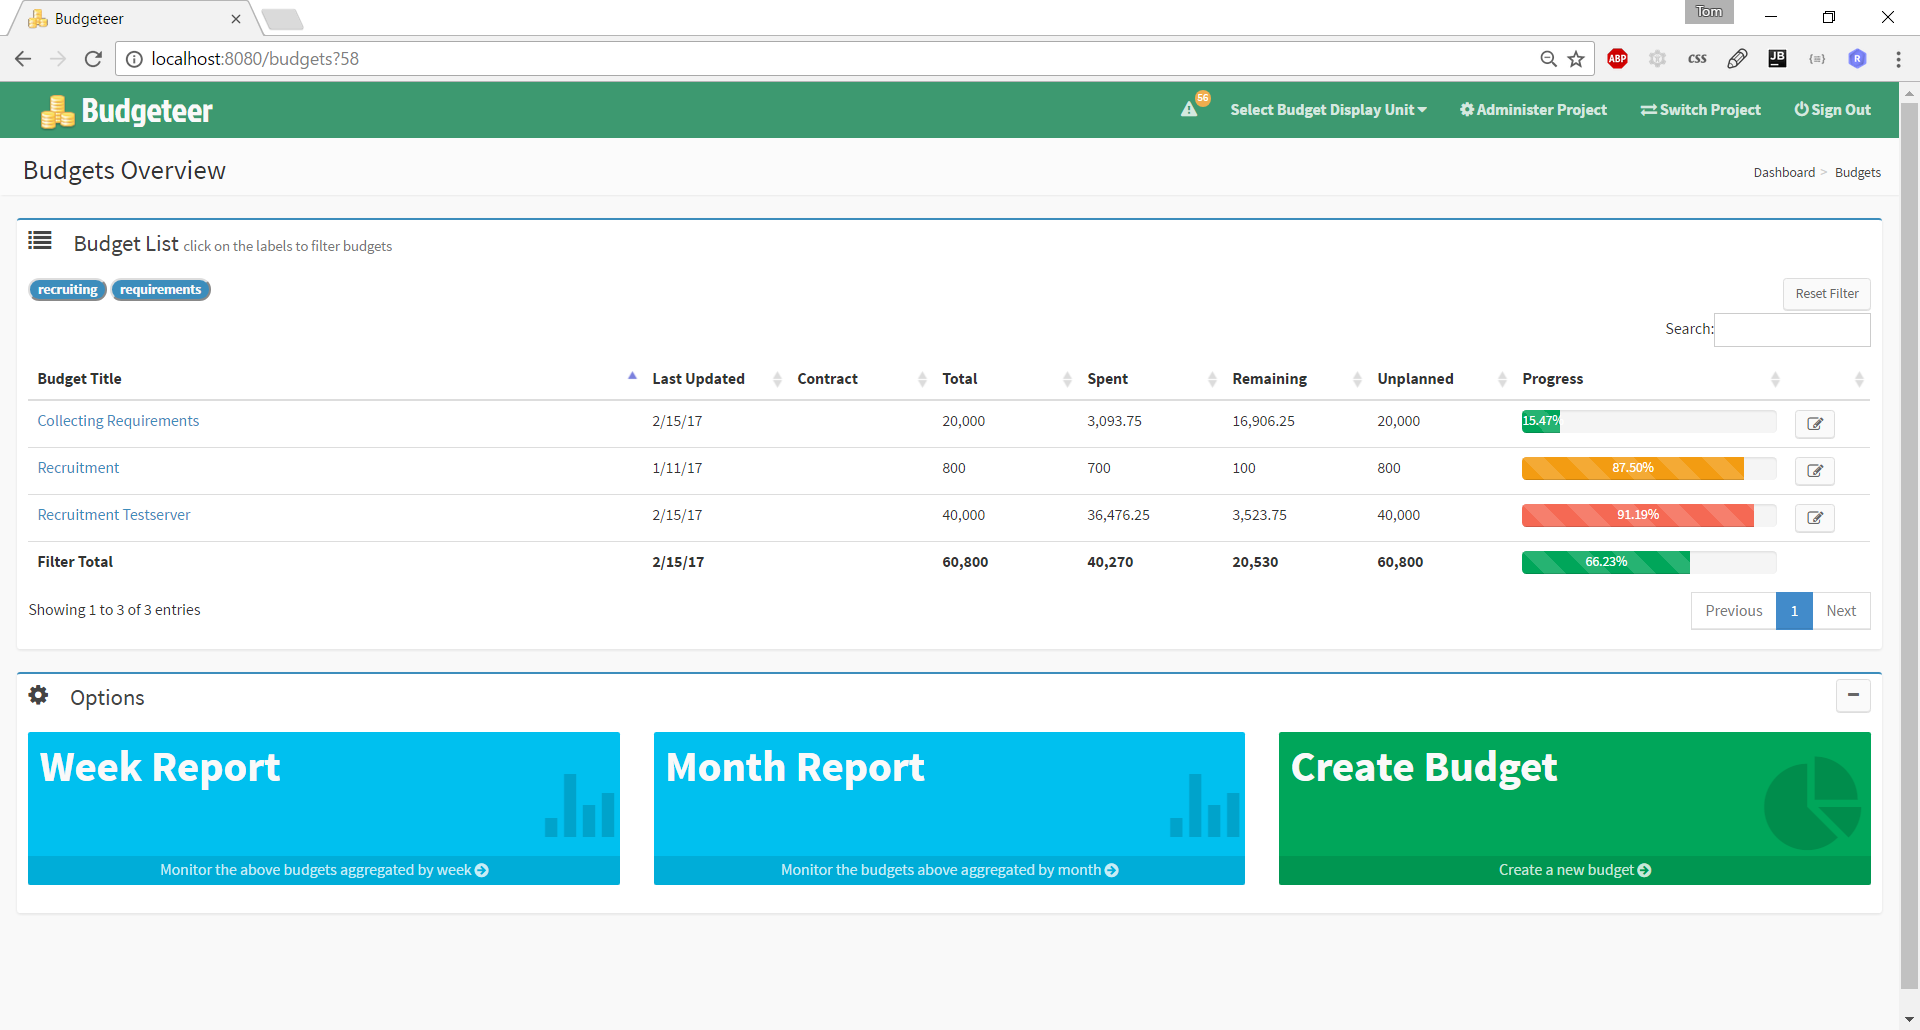 Budgeteer
Tom
localhost:8080/budgets?58
ABP
CSS
JB
{≡}
R
Budgeteer
56
Select Budget Display Unit
Administer Project
Switch Project
Sign Out
Budgets Overview
Dashboard > Budgets
Budget List click on the labels to filter budgets
recruiting requirements
Reset Filter
Search:
Budget Title Last Updated Contract Total Spent Remaining Unplanned Progress
Collecting Requirements 2/15/17 20,000 3,093.75 16,906.25 20,000 15.47%
Recruitment 1/11/17 800 700 100 800 87.50%
Recruitment Testserver 2/15/17 40,000 36,476.25 3,523.75 40,000 91.19%
Filter Total 2/15/17 60,800 40,270 20,530 60,800 66.23%
Showing 1 to 3 of 3 entries
Previous 1 Next
Options
Week Report
Monitor the above budgets aggregated by week
Month Report
Monitor the budgets above aggregated by month
Create Budget
Create a new budget